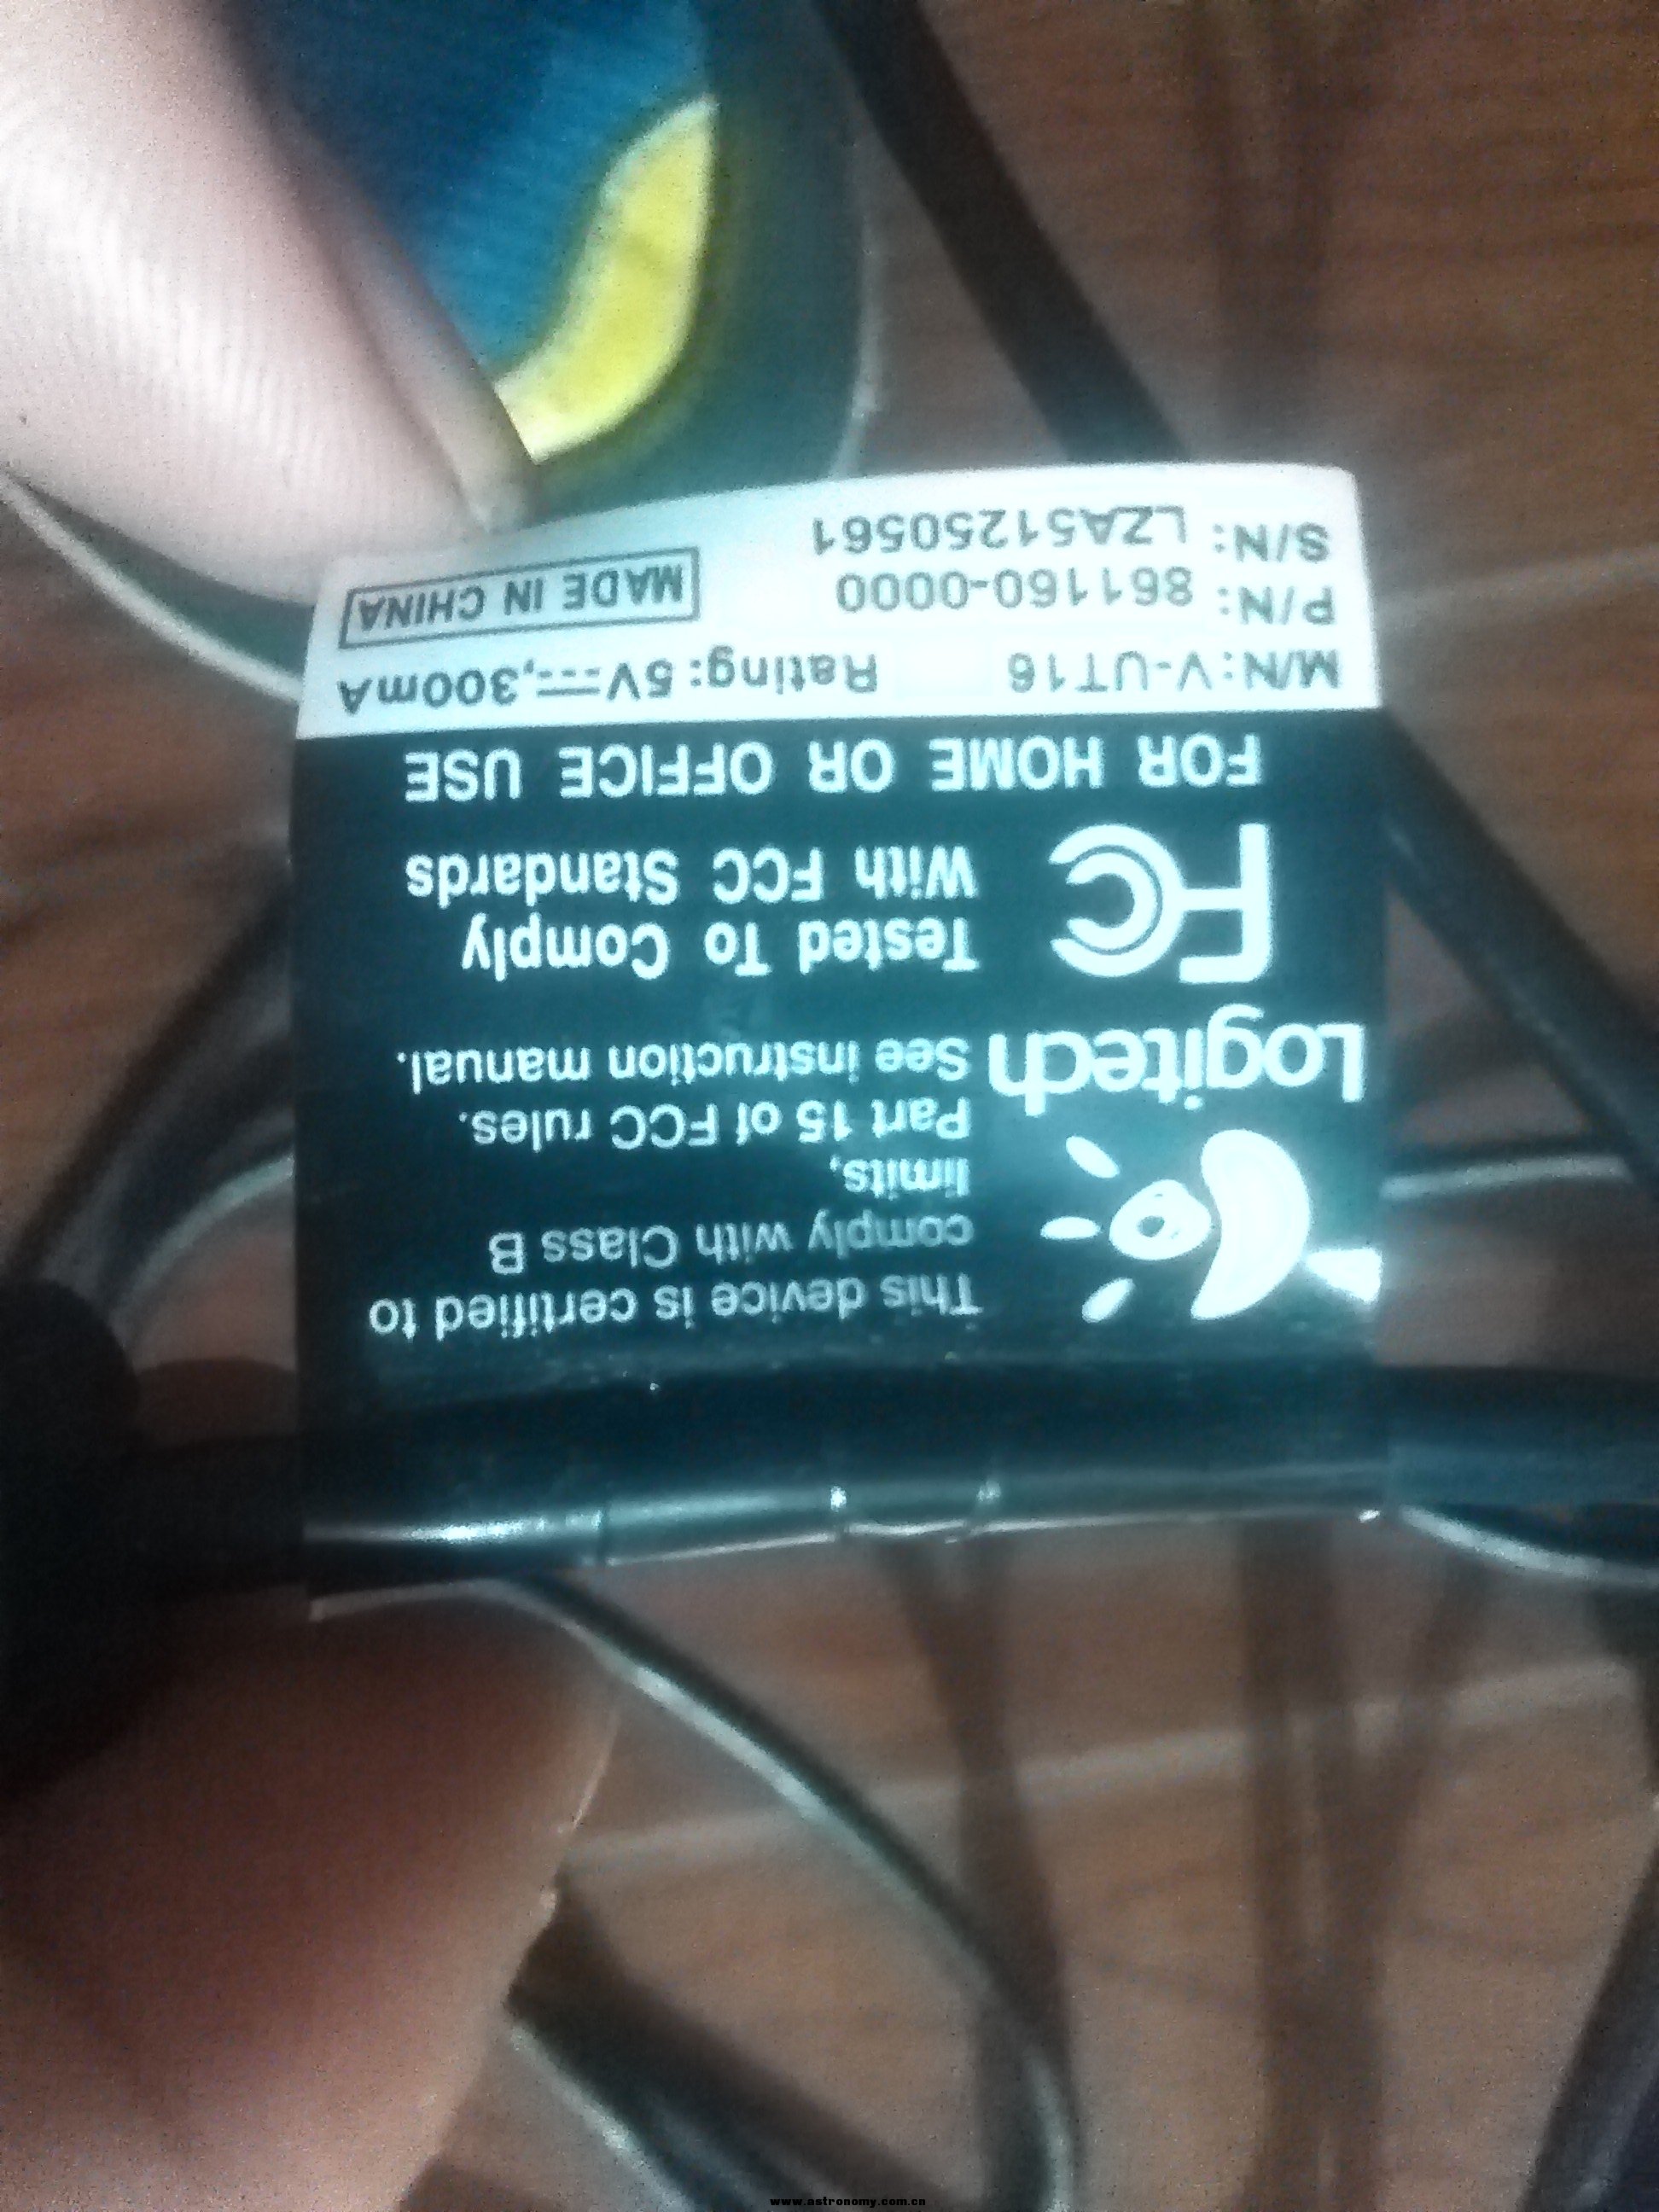 This device is certified to
comply with Class B
limits,
Part 15 of FCC rules.
See instruction manual.
Logitech
FC
Tested To Comply
With FCC Standards
FOR HOME OR OFFICE USE
M/N:V-UT16 Rating:5V⎓,300mA
P/N: 861160-0000 MADE IN CHINA
S/N: LZA51250561
www.astronomy.com.cn